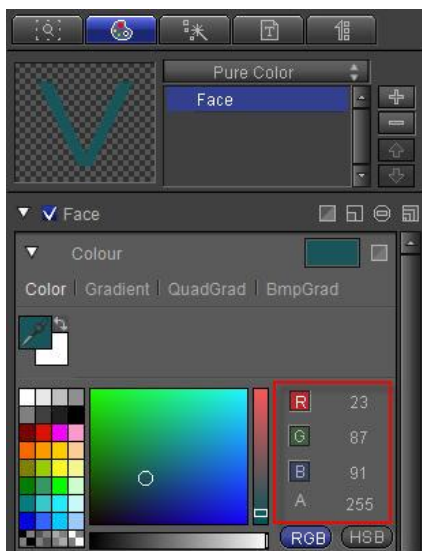 T
V
Pure Color
Face
Face
Colour
Color | Gradient | QuadGrad | BmpGrad
R 23
G 87
B 91
A 255
RGB HSB